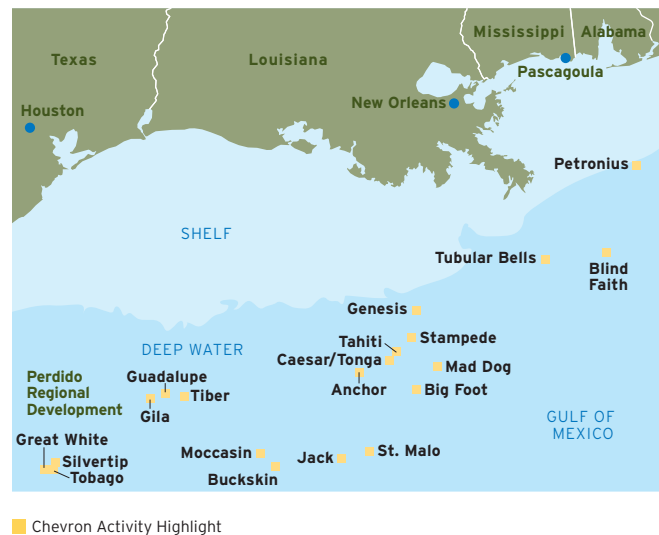 Mississippi
Alabama
Texas
Louisiana
Pascagoula
Houston
New Orleans
Petronius
SHELF
Tubular Bells
Blind
Faith
Genesis
Stampede
Tahiti
DEEP WATER
Caesar/Tonga
Mad Dog
Perdido
Regional
Development
Guadalupe
Tiber
Anchor
Big Foot
Gila
GULF OF
MEXICO
Great White
Silvertip
Tobago
Moccasin
Buckskin
Jack
St. Malo
Chevron Activity Highlight